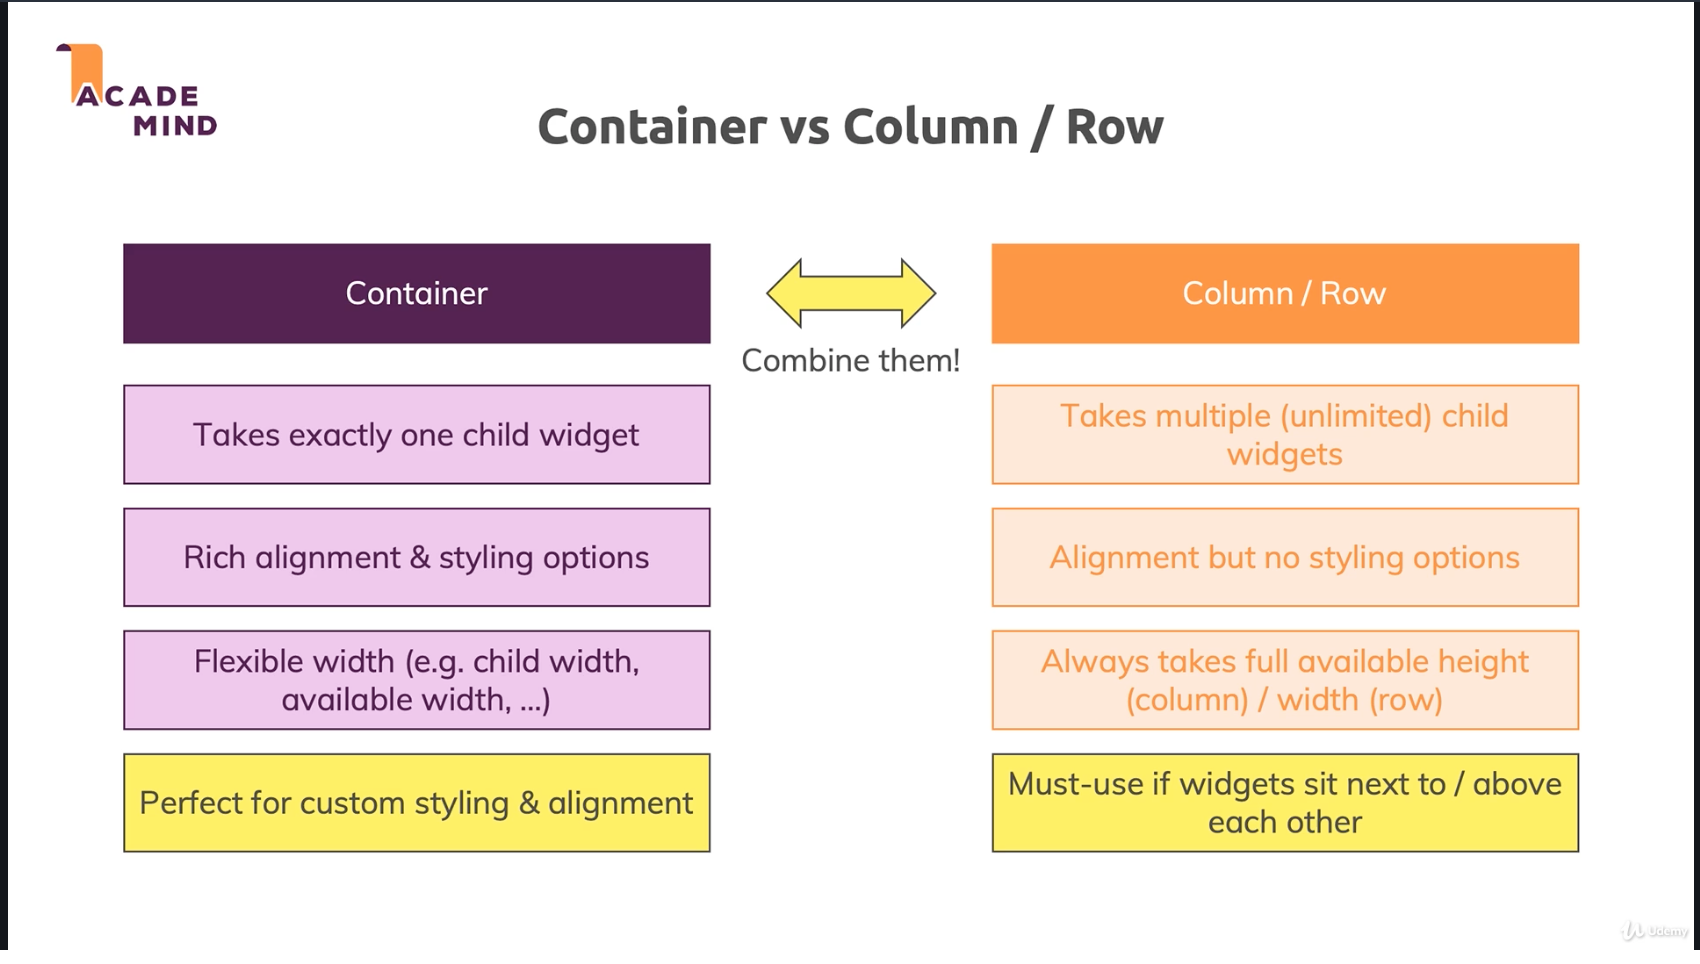 ACADE
MIND
Container vs Column / Row
Container
Column / Row
Combine them!
Takes exactly one child widget
Takes multiple (unlimited) child
widgets
Rich alignment & styling options
Alignment but no styling options
Flexible width (e.g. child width,
available width, ...)
Always takes full available height
(column) / width (row)
Perfect for custom styling & alignment
Must-use if widgets sit next to / above
each other
Udemy